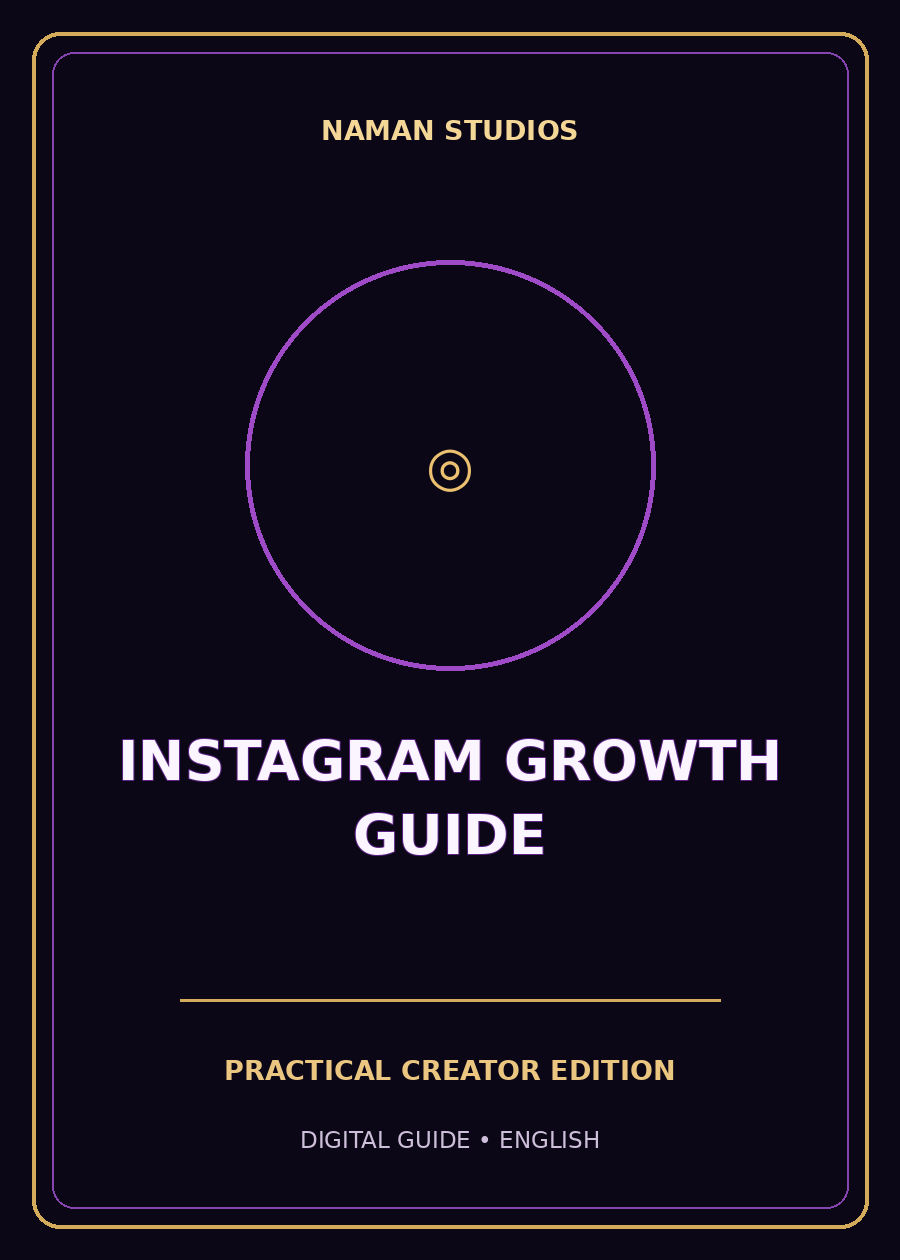 NAMAN STUDIOS
INSTAGRAM GROWTH
GUIDE
PRACTICAL CREATOR EDITION
DIGITAL GUIDE • ENGLISH